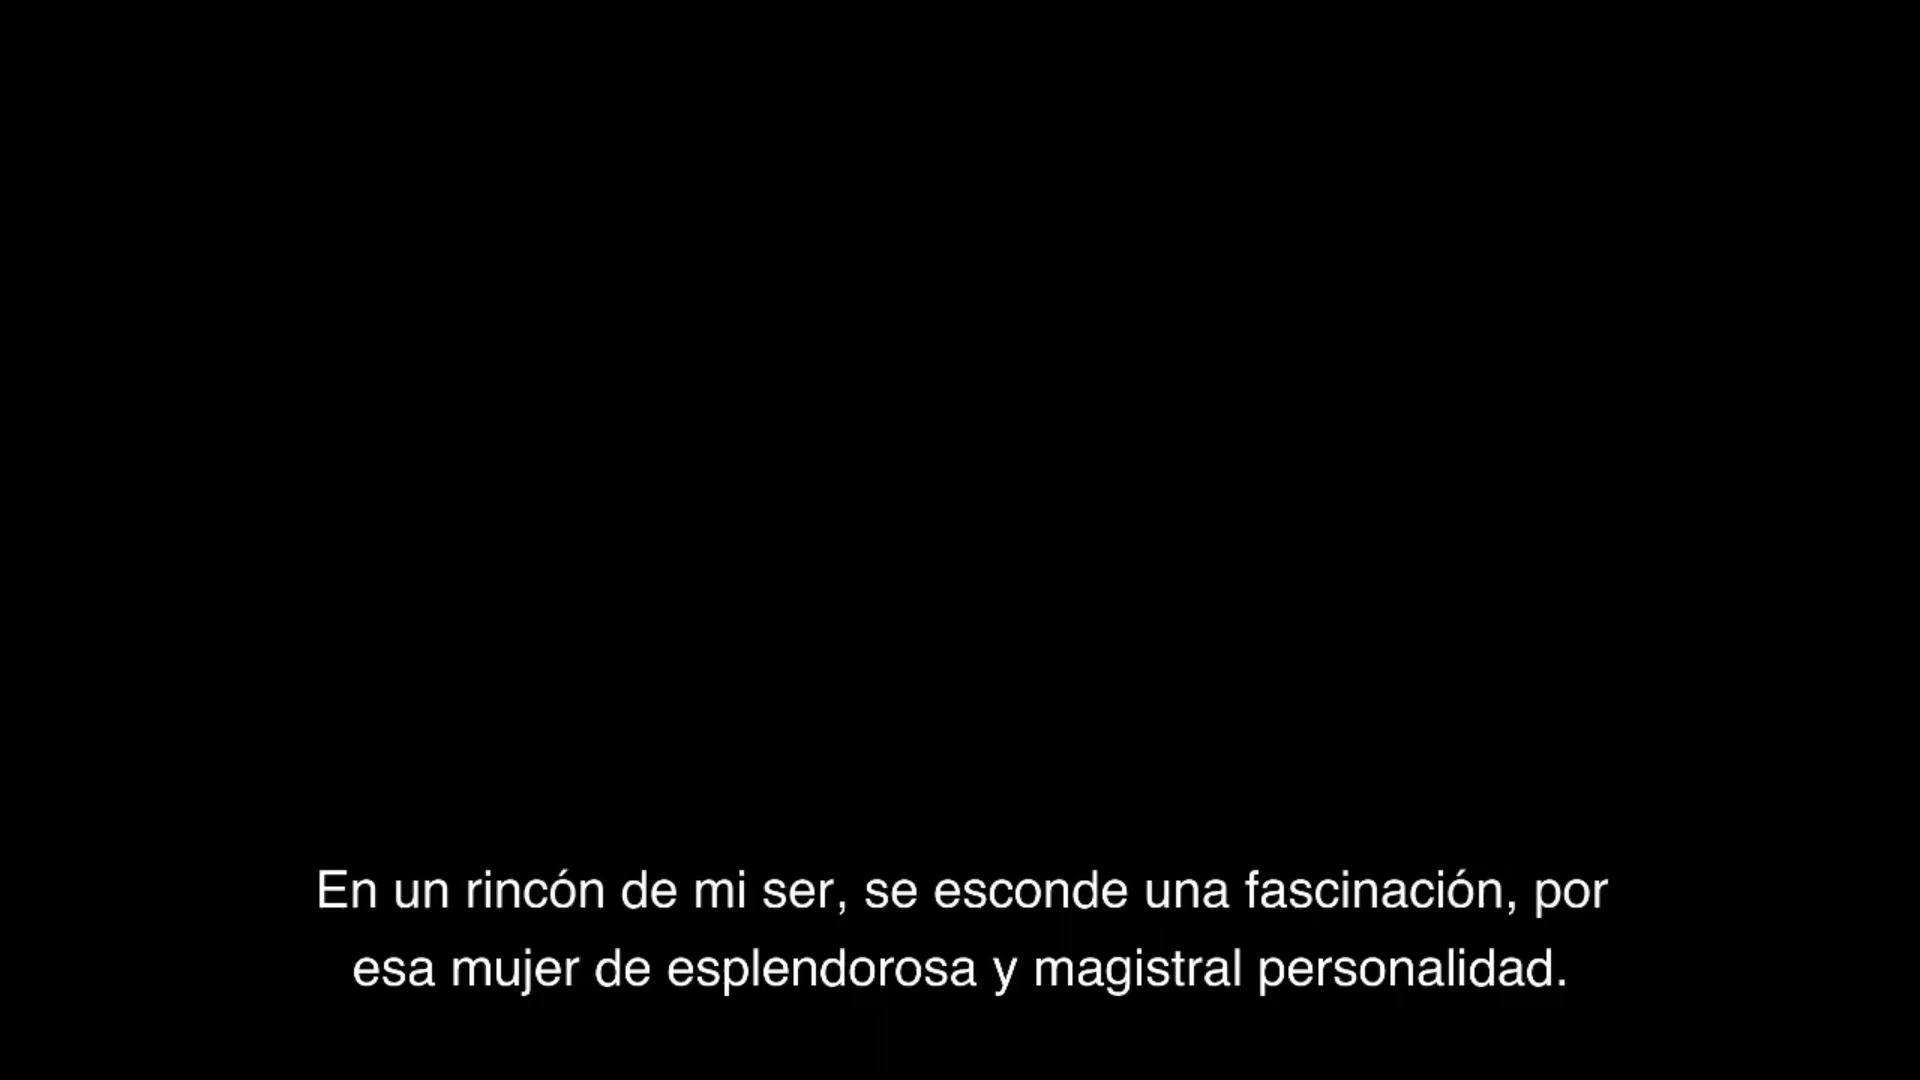 En un rincón de mi ser, se esconde una fascinación, por
esa mujer de esplendorosa y magistral personalidad.